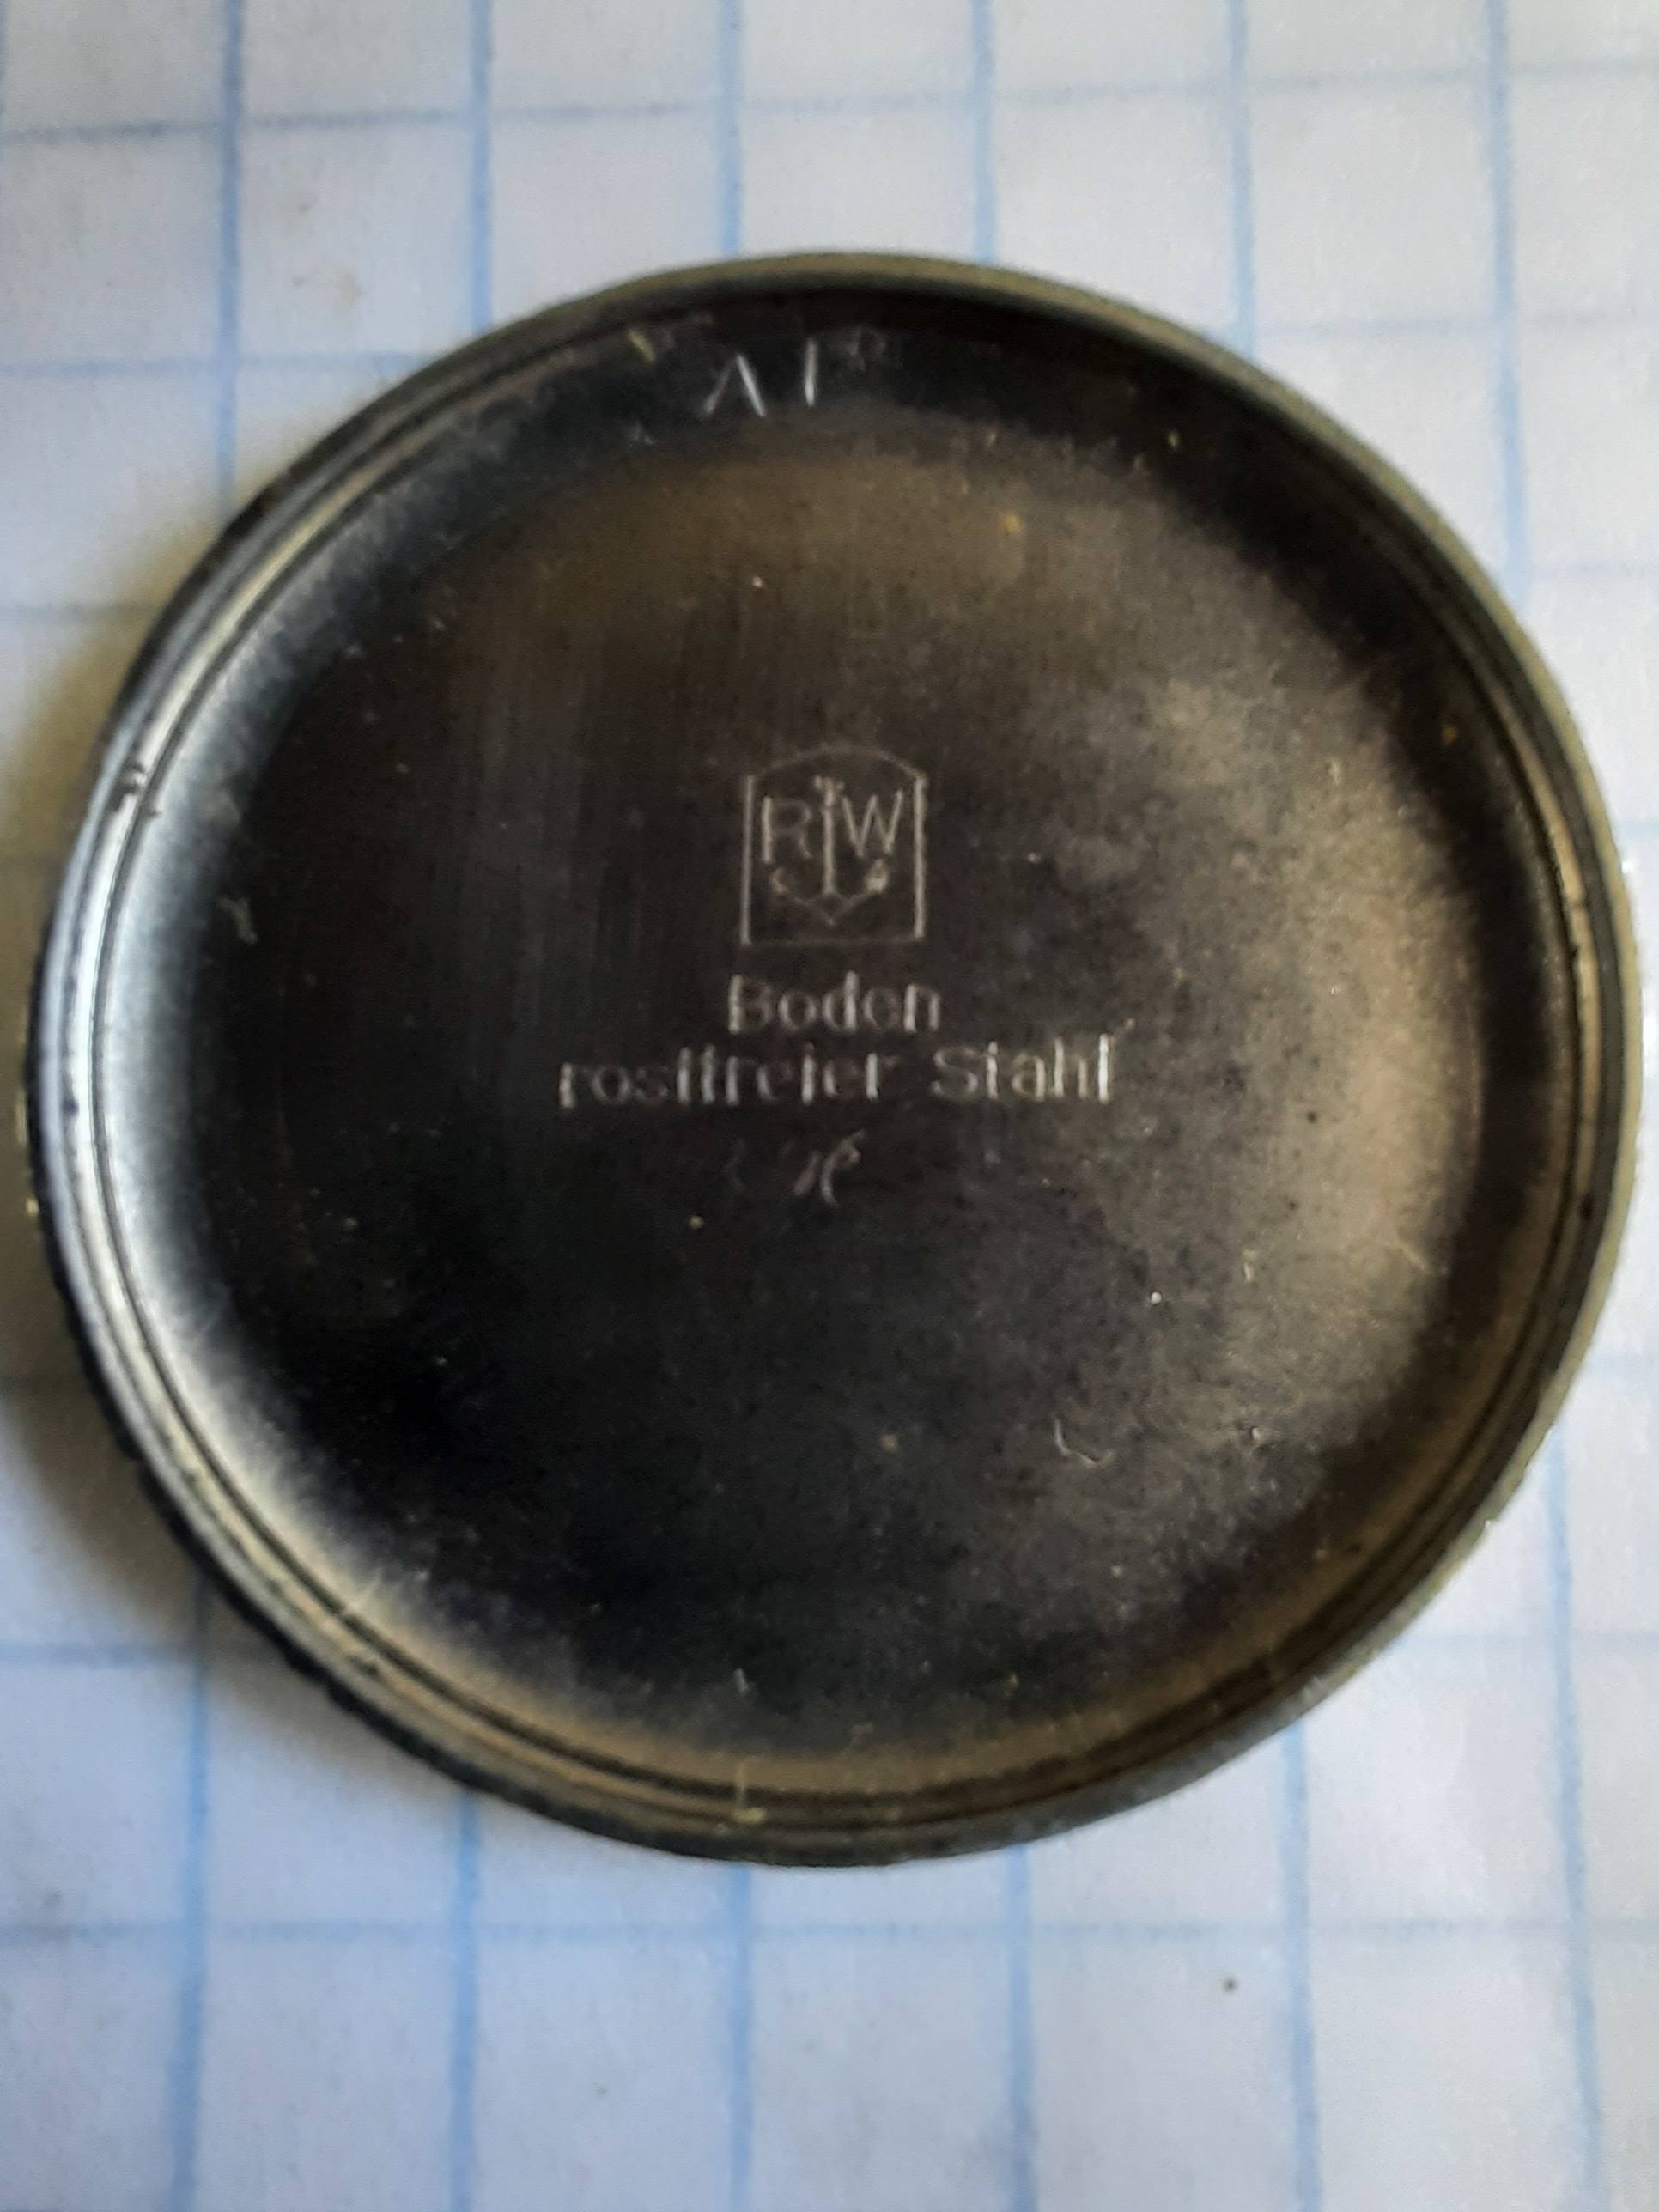 RW
Boden
rostfreier Stahl